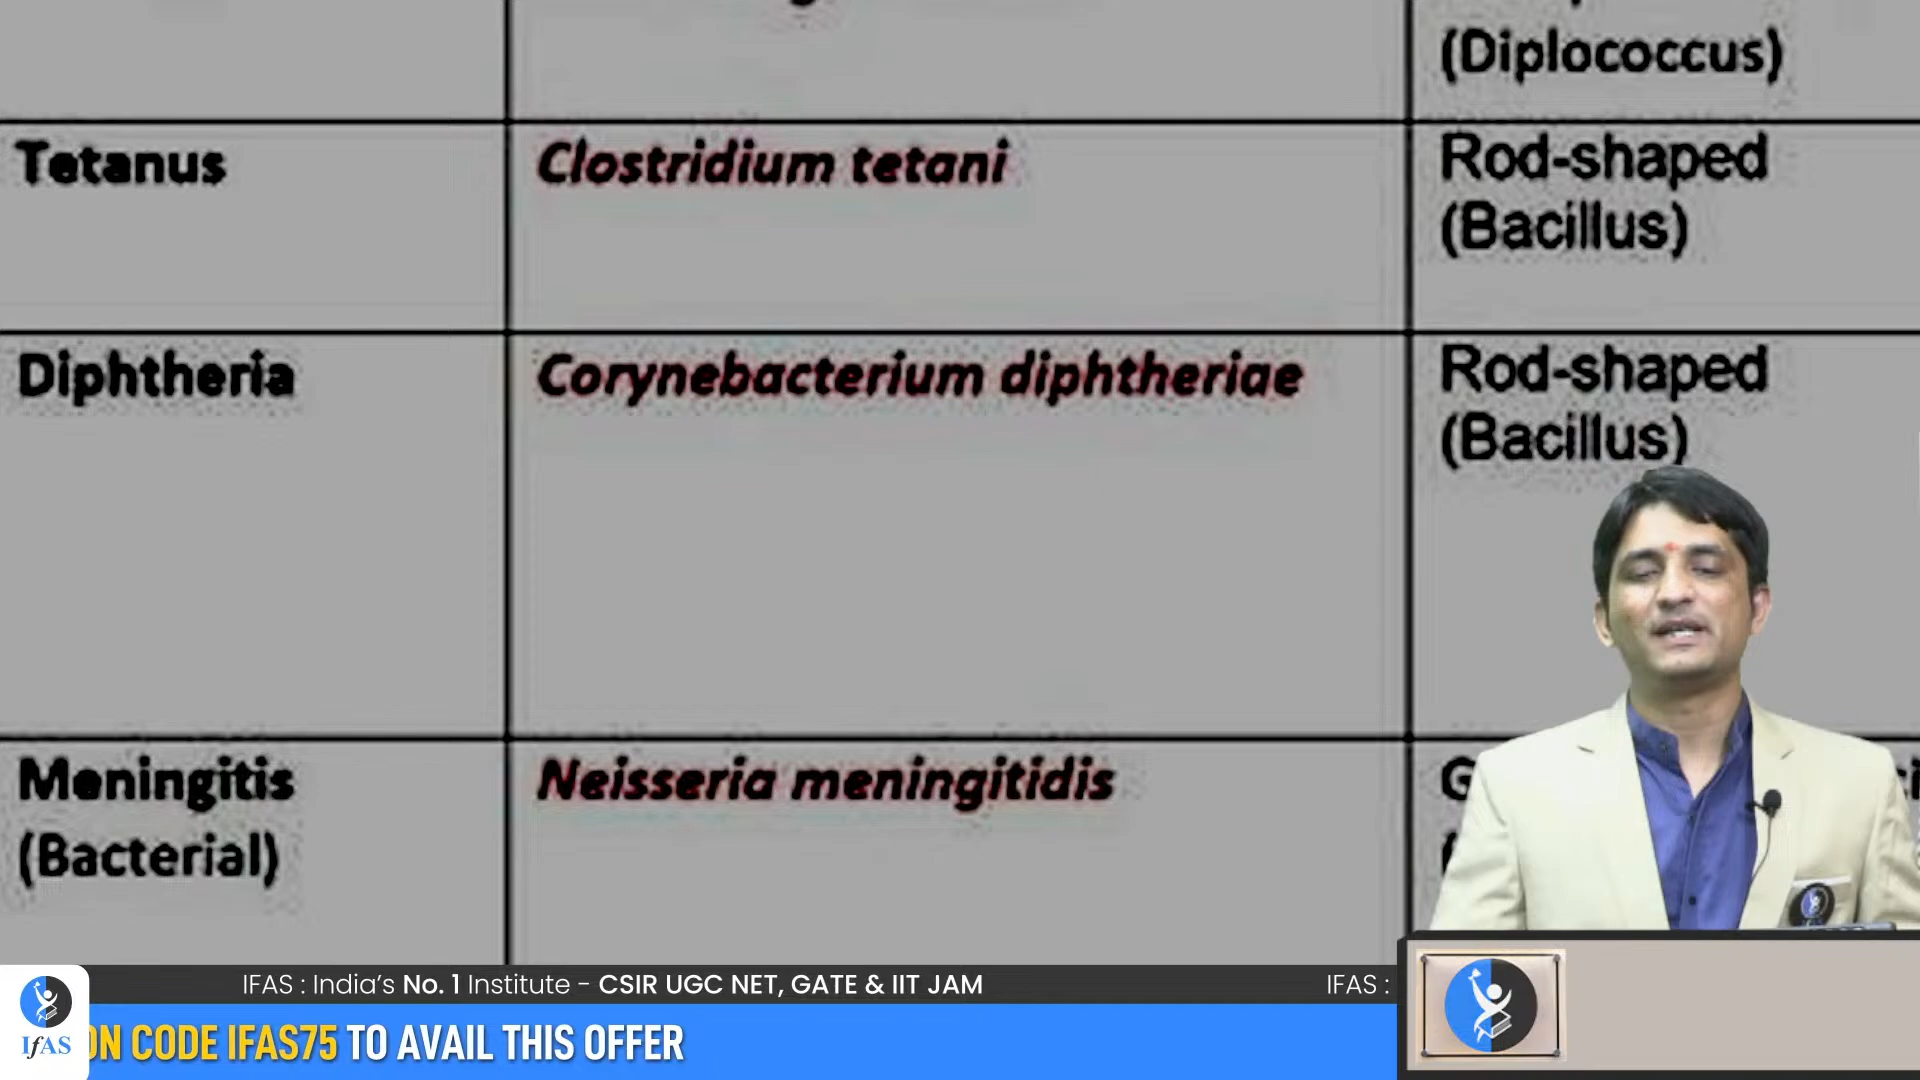 (Diplococcus)
Tetanus
Clostridium tetani
Rod-shaped
(Bacillus)
Diphtheria
Corynebacterium diphtheriae
Rod-shaped
(Bacillus)
Meningitis
(Bacterial)
Neisseria meningitidis
IFAS : India's No. 1 Institute - CSIR UGC NET, GATE & IIT JAM
IFAS :
IfAS
ON CODE IFAS75 TO AVAIL THIS OFFER